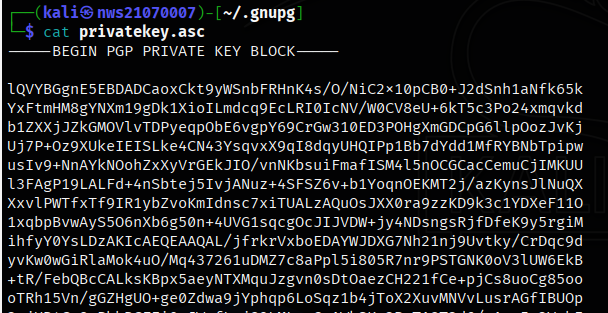 ┌──(kali㉿nws21070007)-[~/.gnupg]
└─$ cat privatekey.asc
-----BEGIN PGP PRIVATE KEY BLOCK-----
lQVYBGgnE5EBDADCaoxCkt9yWSnbFRHnK4s/O/NiC2×10pCB0+J2dSnh1aNfk65k
YxFtmHM8gYNXm19gDk1XioILmdcq9EcLRI0IcNV/W0CV8eU+6kT5c3Po24xmqvkd
b1ZXXjJZkGMOVlvTDPyeqpObE6vgpY69CrGw310ED3POHgXmGDCpG6llpOozJvKj
Uj7P+Oz9XUkeIEISLke4CN43YsqvxX9qI8dqyUHQIPp1Bb7dYdd1MfRYBNbTpipw
usIv9+NnAYkNOohZxXyVrGEkJIO/vnNKbsuiFmafISM4l5nOCGCacCemuCjIMKUU
l3FAgP19LALFd+4nSbtej5IvjANuz+4SFSZ6v+b1YoqnOEKMT2j/azKynsJlNuQX
XxvlPWTfxTf9IR1ybZvoKmIdnsc7xiTUALzAQuOsJXX0ra9zzKD9k3c1YDXeF11O
1xqbpBvwAyS5O6nXb6g50n+4UVG1sqcgOcJIJVDW+jy4NDsngsRjfDfeK9y5rgiM
ihfyY0YsLDzAKIcAEQEAAQAL/jfrkrVxboEDAYWJDXG7Nh21nj9Uvtky/CrDqc9d
yvKw0wGiRlaMok4uO/Mq437261uDMZ7c8aPpl5i805R7nr9PSTGNK0oV3lUW6EkB
+tR/FebQBcCALksKBpx5aeyNTXMquJzgvn0sDtOaezCH221fCe+pjCs8uoCg85oo
oTRh15Vn/gGZHgUO+ge0Zdwa9jYphqp6LoSqz1b4jToX2XuvMNVvLusrAGfIBUOp